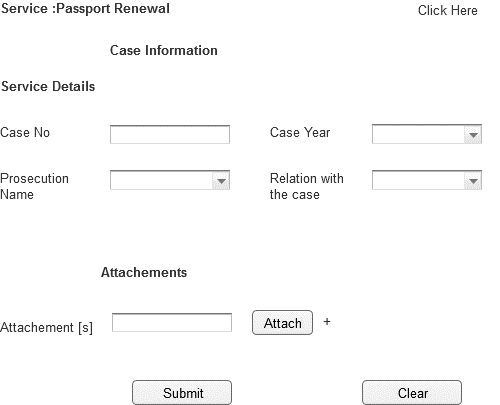 Service :Passport Renewal
Click Here
Case Information
Service Details
Case No
Case Year
Prosecution
Name
Relation with
the case
Attachements
Attachement [s]
Attach
+
Submit
Clear